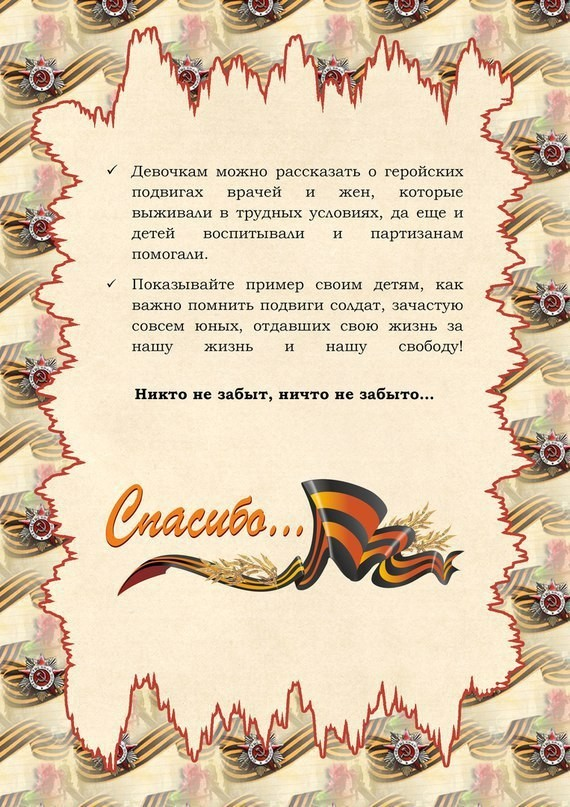 ✓ Девочкам можно рассказать о геройских
подвигах врачей и жен, которые
выживали в трудных условиях, да еще и
детей воспитывали и партизанам
помогали.
✓ Показывайте пример своим детям, как
важно помнить подвиги солдат, зачастую
совсем юных, отдавших свою жизнь за
нашу жизнь и нашу свободу!
Никто не забыт, ничто не забыто...
Спасибо...